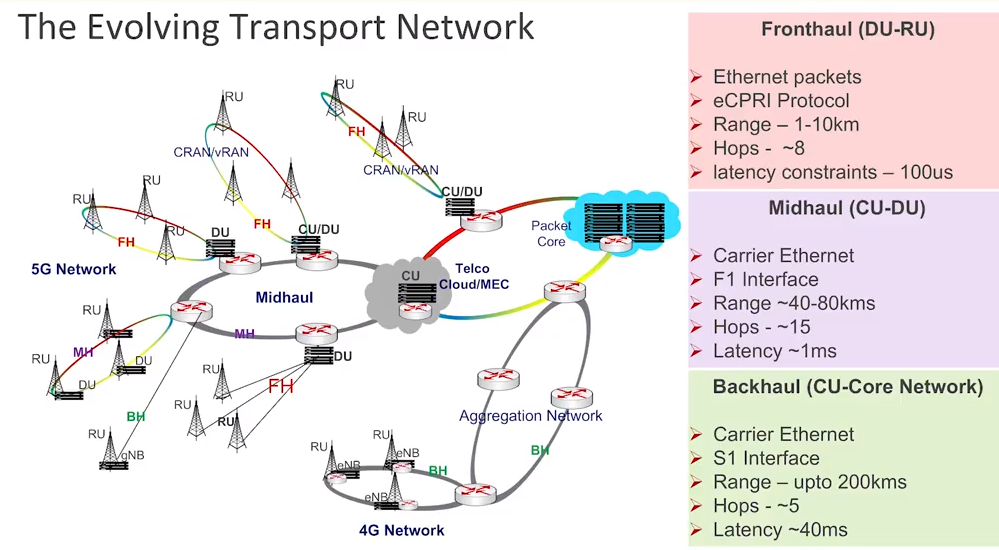 The Evolving Transport Network
RU
RU
CRAN/vRAN
FH
RU
FH
RU
CRAN/vRAN
CU/DU
RU
RU
RU
FH
DU
CU/DU
5G Network
Midhaul
CU
Telco
Cloud/MEC
Packet
Core
RU
MH
RU
DU
DU
MH
DU
BH
RU
gNB
RU
RU
RU
FH
Aggregation Network
BH
RU
eNB
RU
eNB
eNB
BH
4G Network
Fronthaul (DU-RU)
Ethernet packets
eCPRI Protocol
Range – 1-10km
Hops - ~8
latency constraints – 100us
Midhaul (CU-DU)
Carrier Ethernet
F1 Interface
Range ~40-80kms
Hops - ~15
Latency ~1ms
Backhaul (CU-Core Network)
Carrier Ethernet
S1 Interface
Range – upto 200kms
Hops - ~5
Latency ~40ms